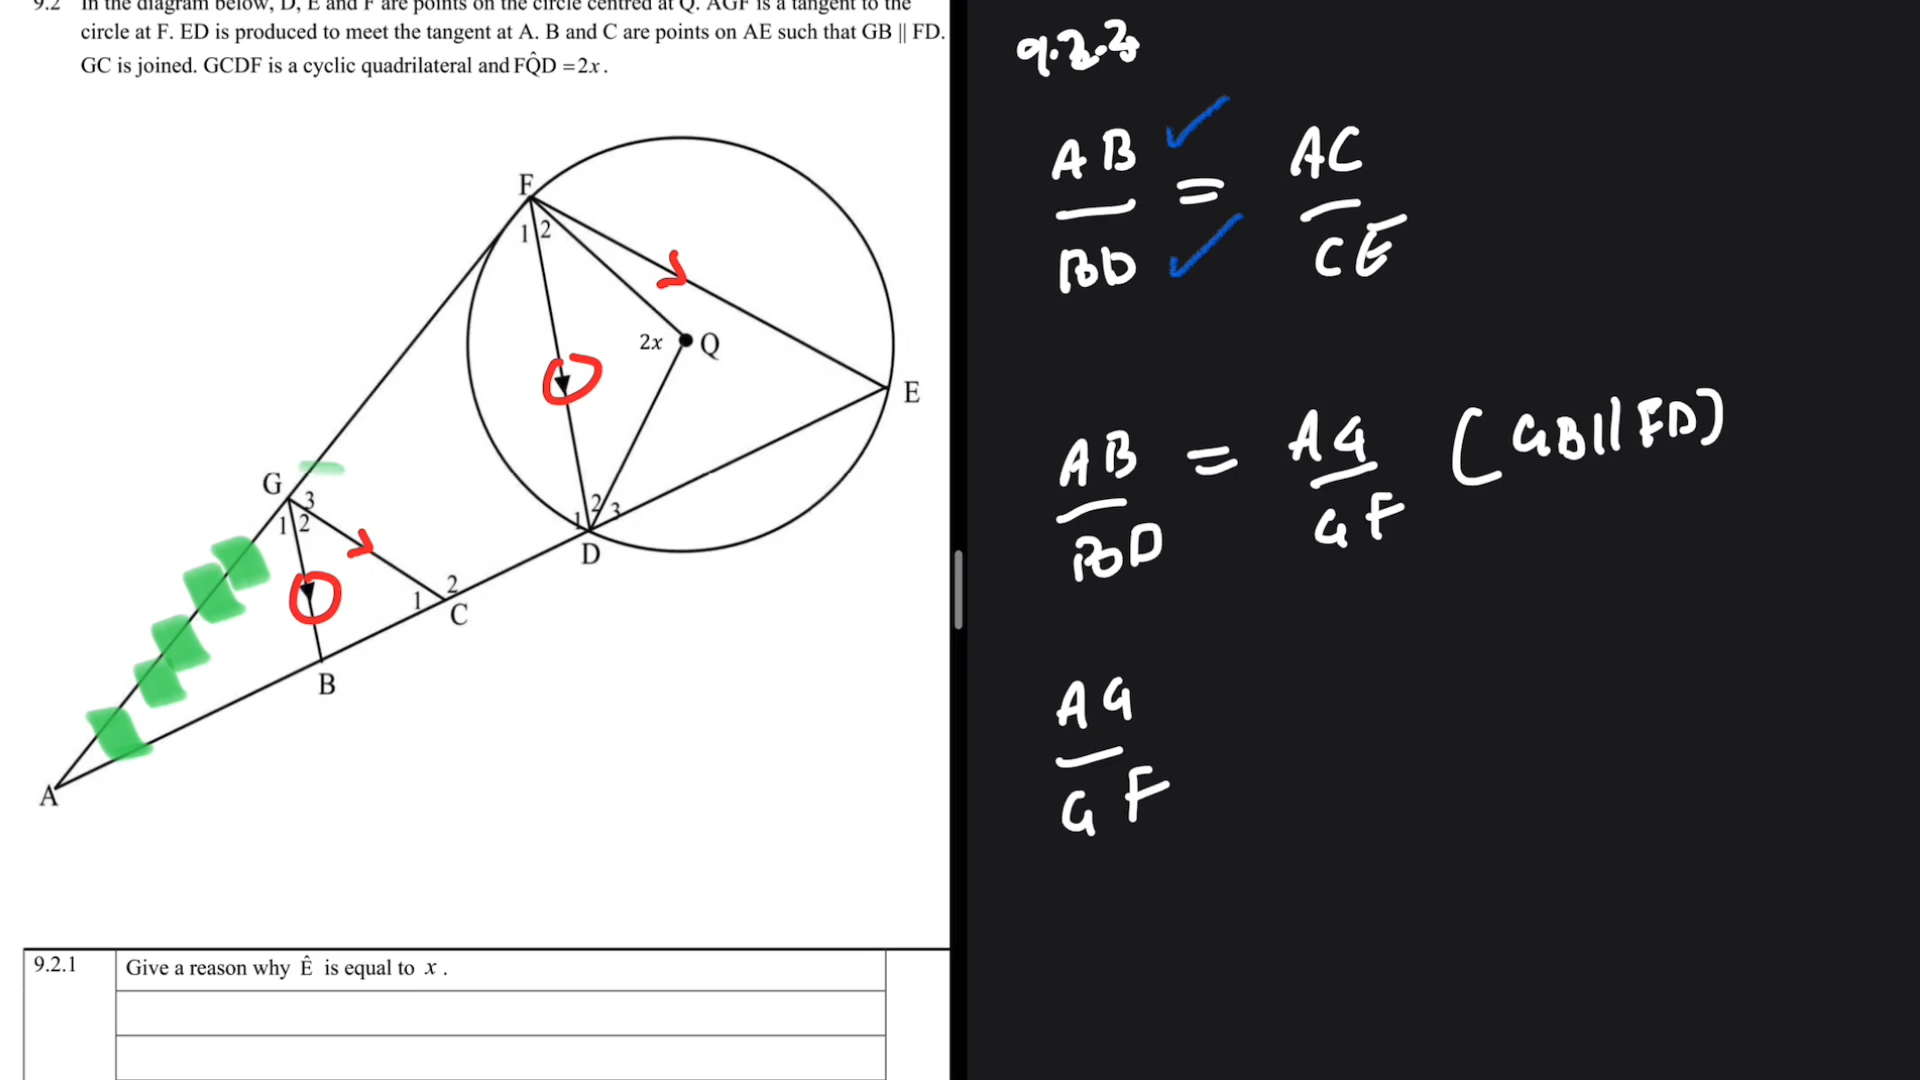 9.2 In the diagram below, D, E and F are points on the circle centred at Q. AGF is a tangent to the
circle at F. ED is produced to meet the tangent at A. B and C are points on AE such that GB || FD.
GC is joined. GCDF is a cyclic quadrilateral and FQ̂D = 2x.
F
1 2
2x Q
E
G
3
1 2
2 3
1
D
2
1
C
B
A
9.2.1 Give a reason why Ê is equal to x.
9.2.3
AB = AC
BD CE
AB = AG (GB||FD)
BD GF
AG
GF